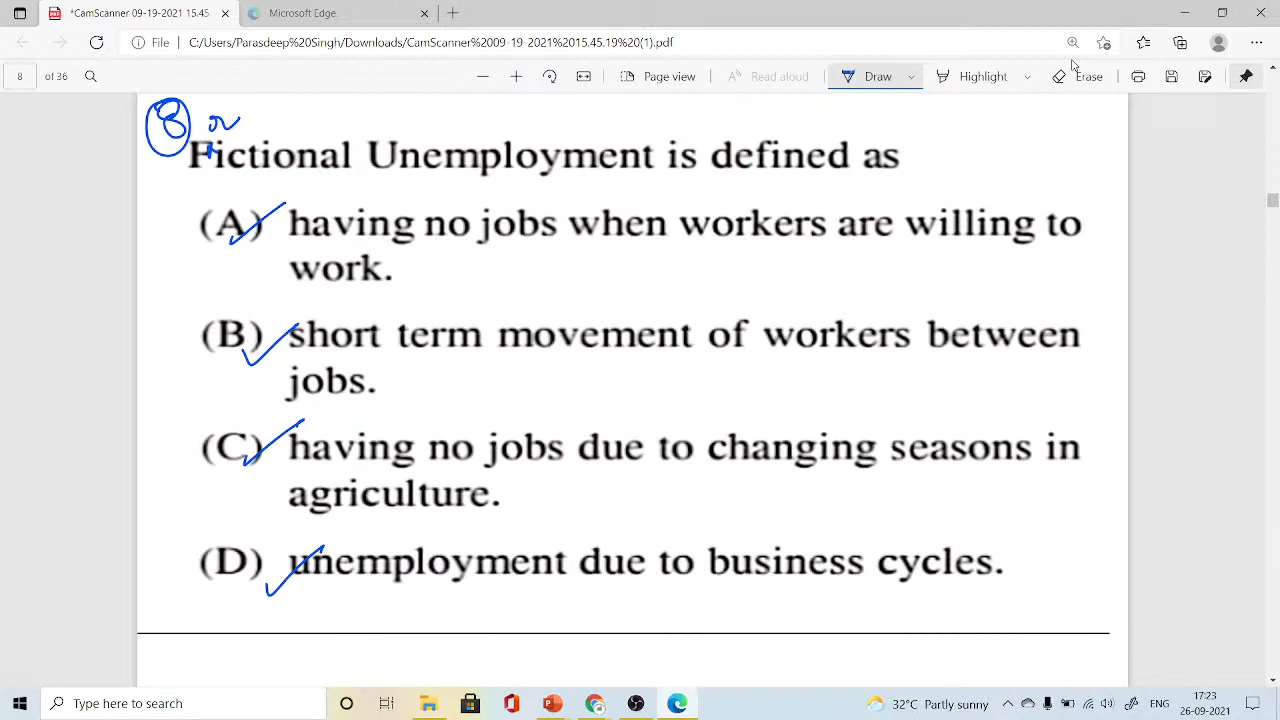 *CamScanner 09-19-2021 15.45
Microsoft Edge
File
C:/Users/Parasdeep%20Singh/Downloads/CamScanner%2009-19-2021%2015.45.19%20(1).pdf
8 of 36
Page view
Read aloud
Draw
Highlight
Erase
8 r
Fictional Unemployment is defined as
(A) having no jobs when workers are willing to
work.
(B) short term movement of workers between
jobs.
(C) having no jobs due to changing seasons in
agriculture.
(D) unemployment due to business cycles.
Type here to search
32°C Partly sunny
ENG
17:23
26-09-2021